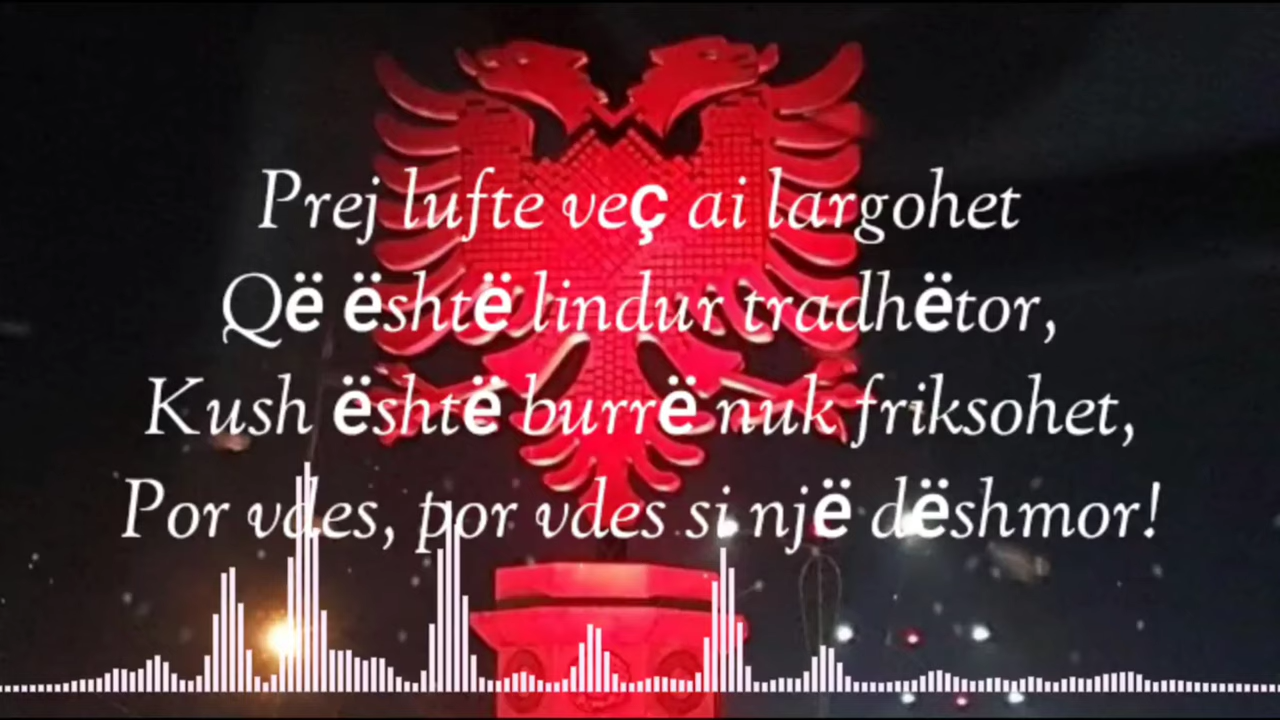 Prej lufte veç ai largohet
Që është lindur tradhëtor,
Kush është burrë nuk friksohet,
Por vdes, por vdes si një dëshmor!